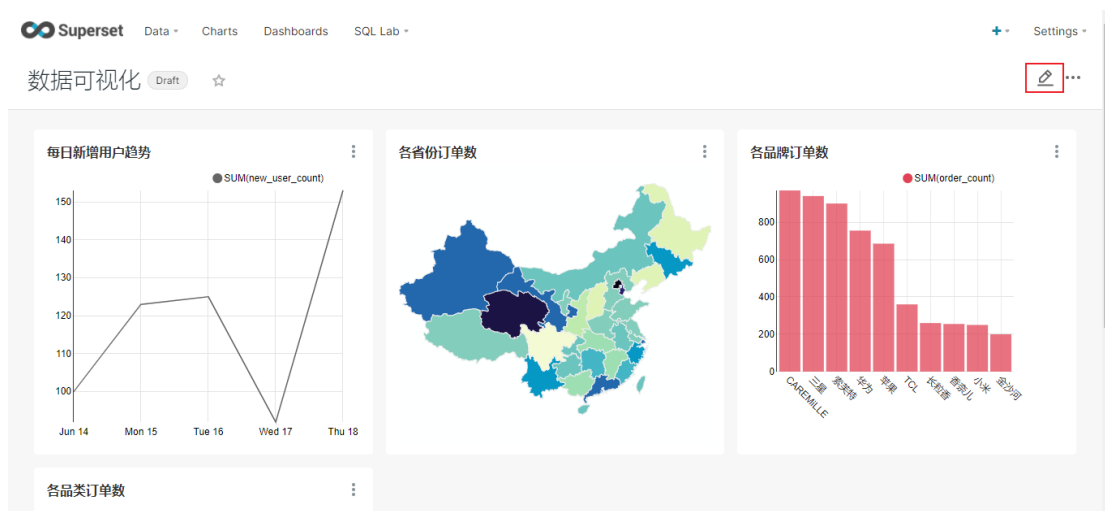 Superset Data Charts Dashboards SQL Lab + Settings
数据可视化 Draft
每日新增用户趋势
SUM(new_user_count)
150
140
130
120
110
100
Jun 14 Mon 15 Tue 16 Wed 17 Thu 18
各省份订单数
各品牌订单数
SUM(order_count)
800
600
400
200
0
CAREMILLE 三星 索芙特 华为 苹果 TCL 长粒香 香奈儿 小米 金沙河
各品类订单数